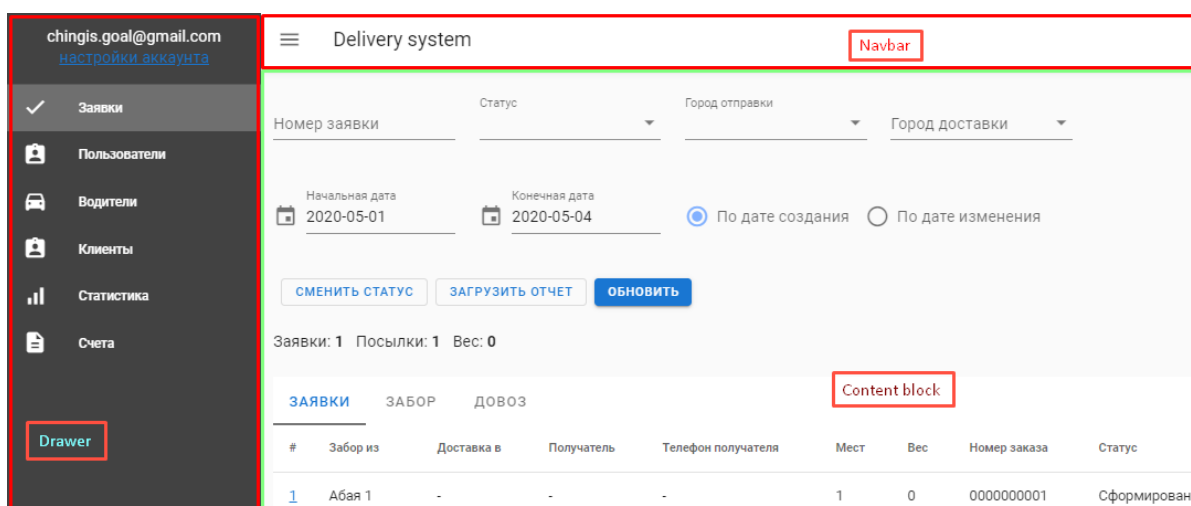 chingis.goal@gmail.com
настройки аккаунта
Заявки
Пользователи
Водители
Клиенты
Статистика
Счета
Drawer
Delivery system
Navbar
Номер заявки
Статус
Город отправки
Город доставки
Начальная дата
2020-05-01
Конечная дата
2020-05-04
По дате создания
По дате изменения
СМЕНИТЬ СТАТУС
ЗАГРУЗИТЬ ОТЧЕТ
ОБНОВИТЬ
Заявки: 1 Посылки: 1 Вес: 0
Content block
ЗАЯВКИ ЗАБОР ДОВОЗ
# Забор из Доставка в Получатель Телефон получателя Мест Вес Номер заказа Статус
1 Абая 1 - - - 1 0 0000000001 Сформирован